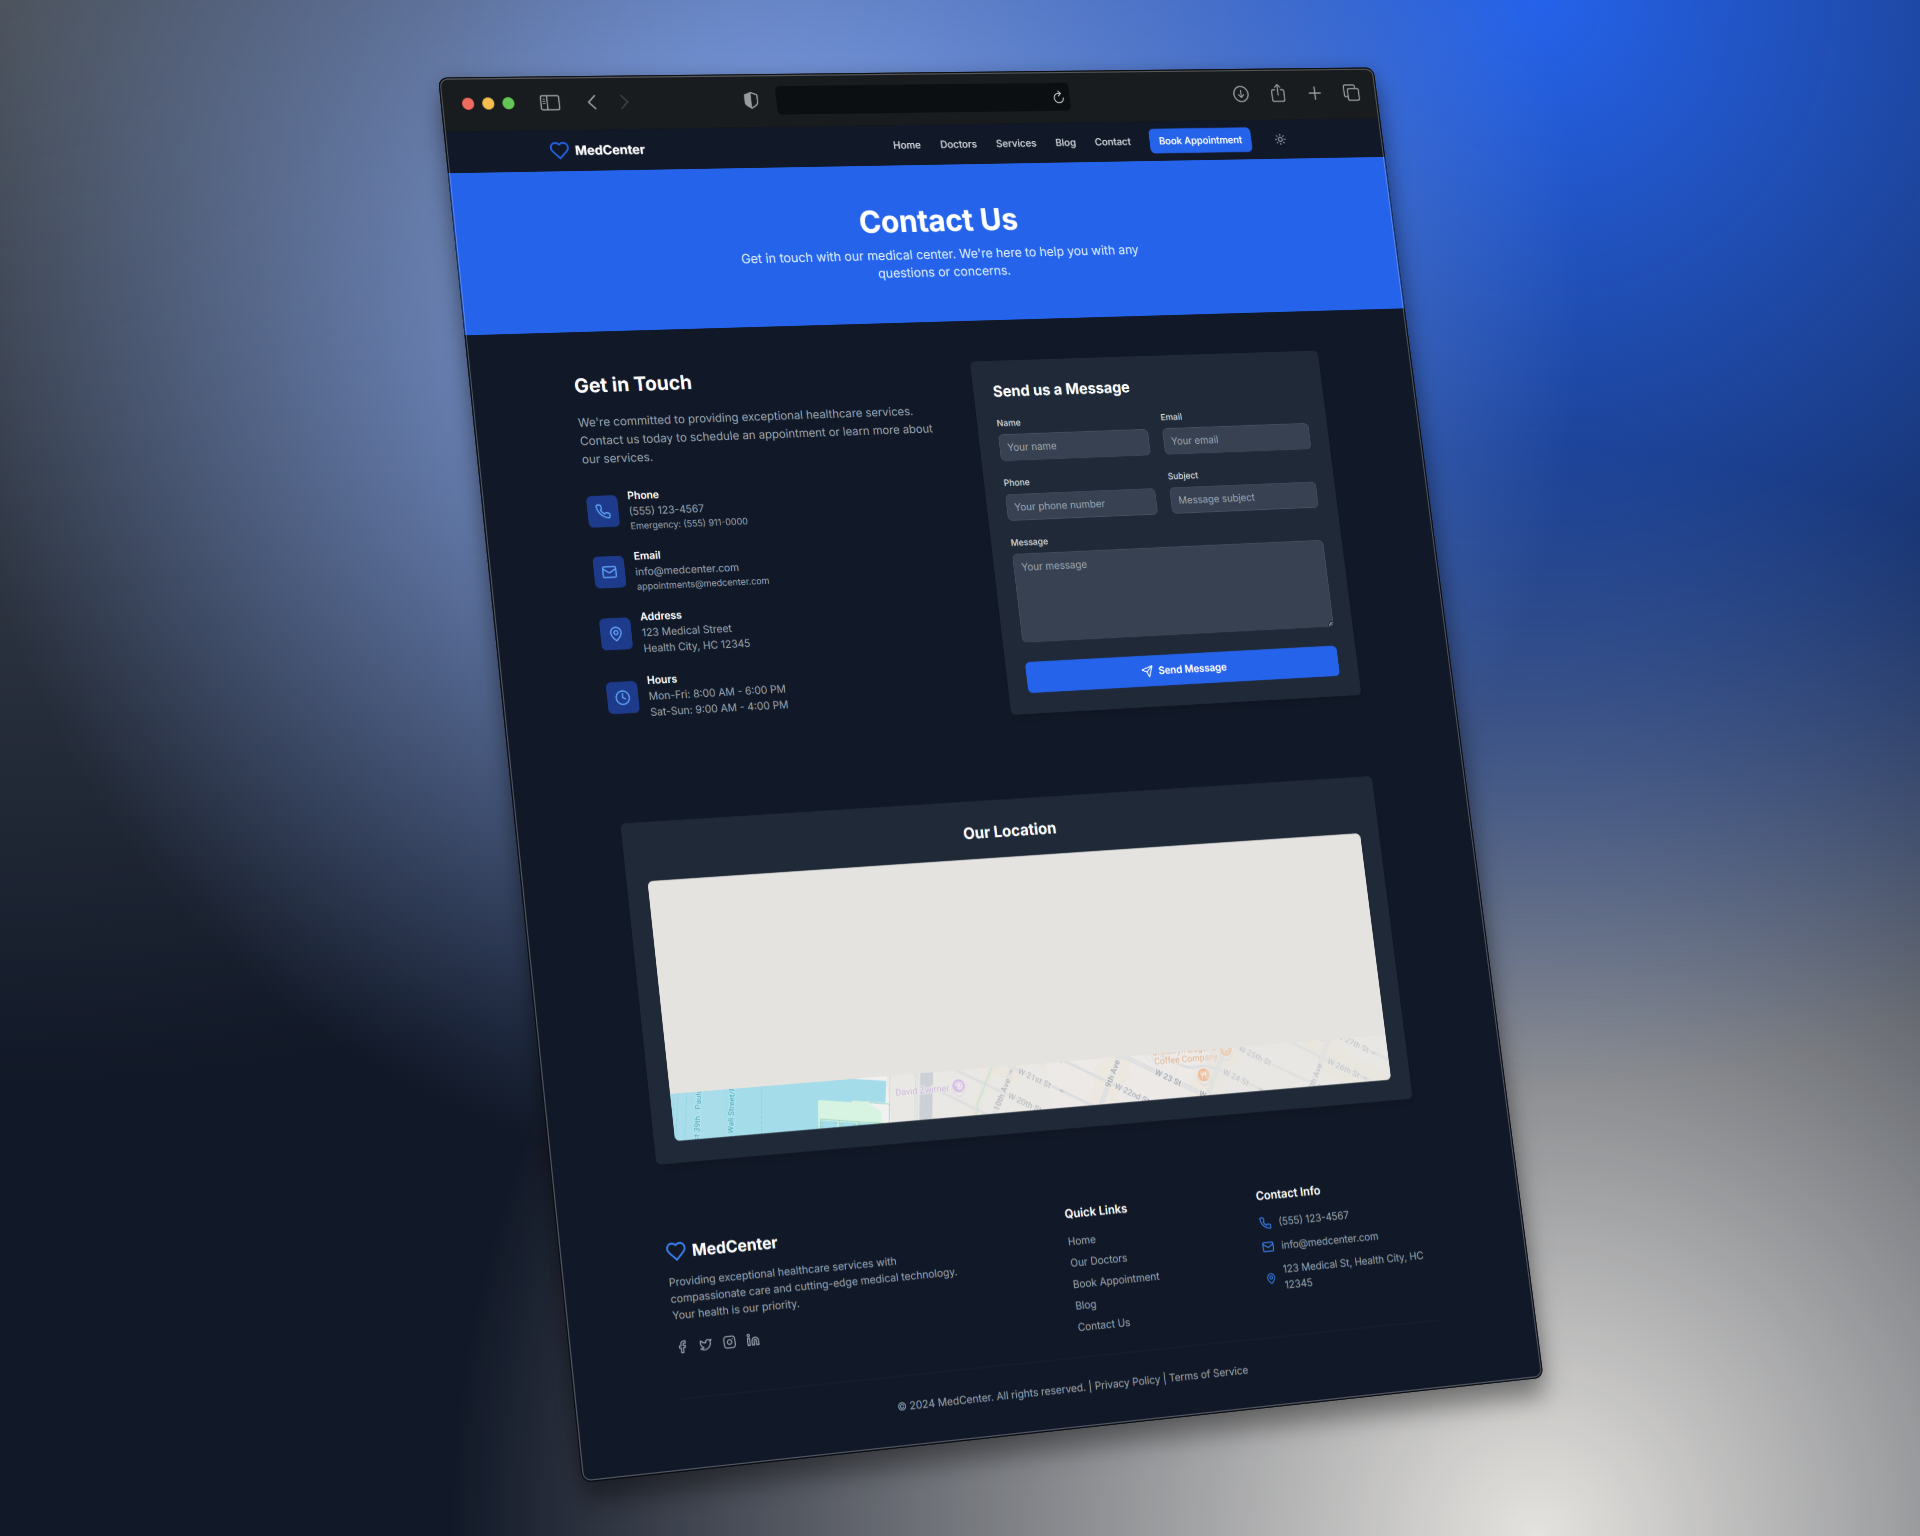 MedCenter
Home Doctors Services Blog Contact Book Appointment
Contact Us
Get in touch with our medical center. We're here to help you with any
questions or concerns.
Get in Touch
We're committed to providing exceptional healthcare services.
Contact us today to schedule an appointment or learn more about
our services.
Phone
(555) 123-4567
Emergency: (555) 911-0000
Email
info@medcenter.com
appointments@medcenter.com
Address
123 Medical Street
Health City, HC 12345
Hours
Mon-Fri: 8:00 AM - 6:00 PM
Sat-Sun: 9:00 AM - 4:00 PM
Send us a Message
Name Email
Your name Your email
Phone Subject
Your phone number Message subject
Message
Your message
Send Message
Our Location
39th Paul
Wall Street/
David Zwirner
10th Ave
W 21st St
W 20th St
9th Ave
W 22nd St
Coffee Company
W 23 St
W 25th St
W 24 St
27th St
W 26th St
Ave
MedCenter
Providing exceptional healthcare services with
compassionate care and cutting-edge medical technology.
Your health is our priority.
Quick Links
Home
Our Doctors
Book Appointment
Blog
Contact Us
Contact Info
(555) 123-4567
info@medcenter.com
123 Medical St, Health City, HC
12345
© 2024 MedCenter. All rights reserved. | Privacy Policy | Terms of Service